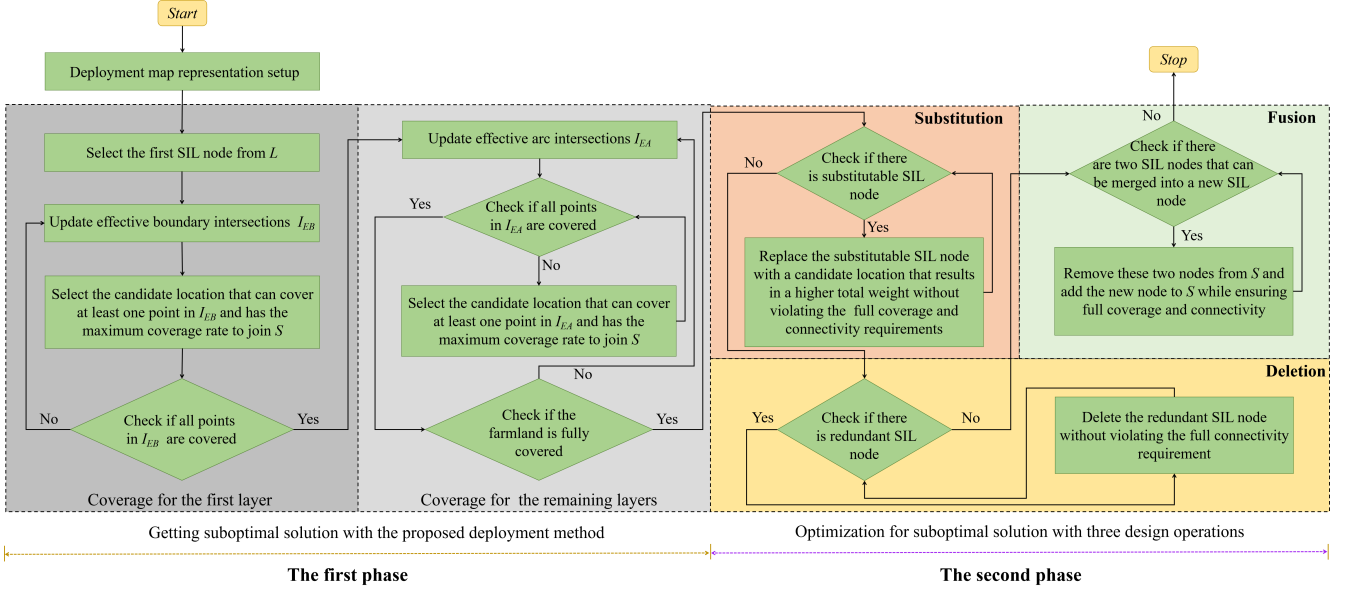 Start
Deployment map representation setup
Select the first SIL node from L
Update effective boundary intersections I_EB
Select the candidate location that can cover
at least one point in I_EB and has the
maximum coverage rate to join S
Check if all points
in I_EB are covered
No
Yes
Coverage for the first layer
Update effective arc intersections I_EA
Yes
Check if all points
in I_EA are covered
No
Select the candidate location that can cover
at least one point in I_EA and has the
maximum coverage rate to join S
No
Check if the
farmland is fully
covered
Yes
Coverage for the remaining layers
Substitution
No
Check if there
is substitutable SIL
node
Yes
Replace the substitutable SIL node
with a candidate location that results
in a higher total weight without
violating the full coverage and
connectivity requirements
Stop
No
Fusion
Check if there
are two SIL nodes that can
be merged into a new SIL
node
Yes
Remove these two nodes from S and
add the new node to S while ensuring
full coverage and connectivity
Deletion
Yes
Check if there
is redundant SIL
node
No
Delete the redundant SIL node
without violating the full connectivity
requirement
Getting suboptimal solution with the proposed deployment method
Optimization for suboptimal solution with three design operations
The first phase
The second phase